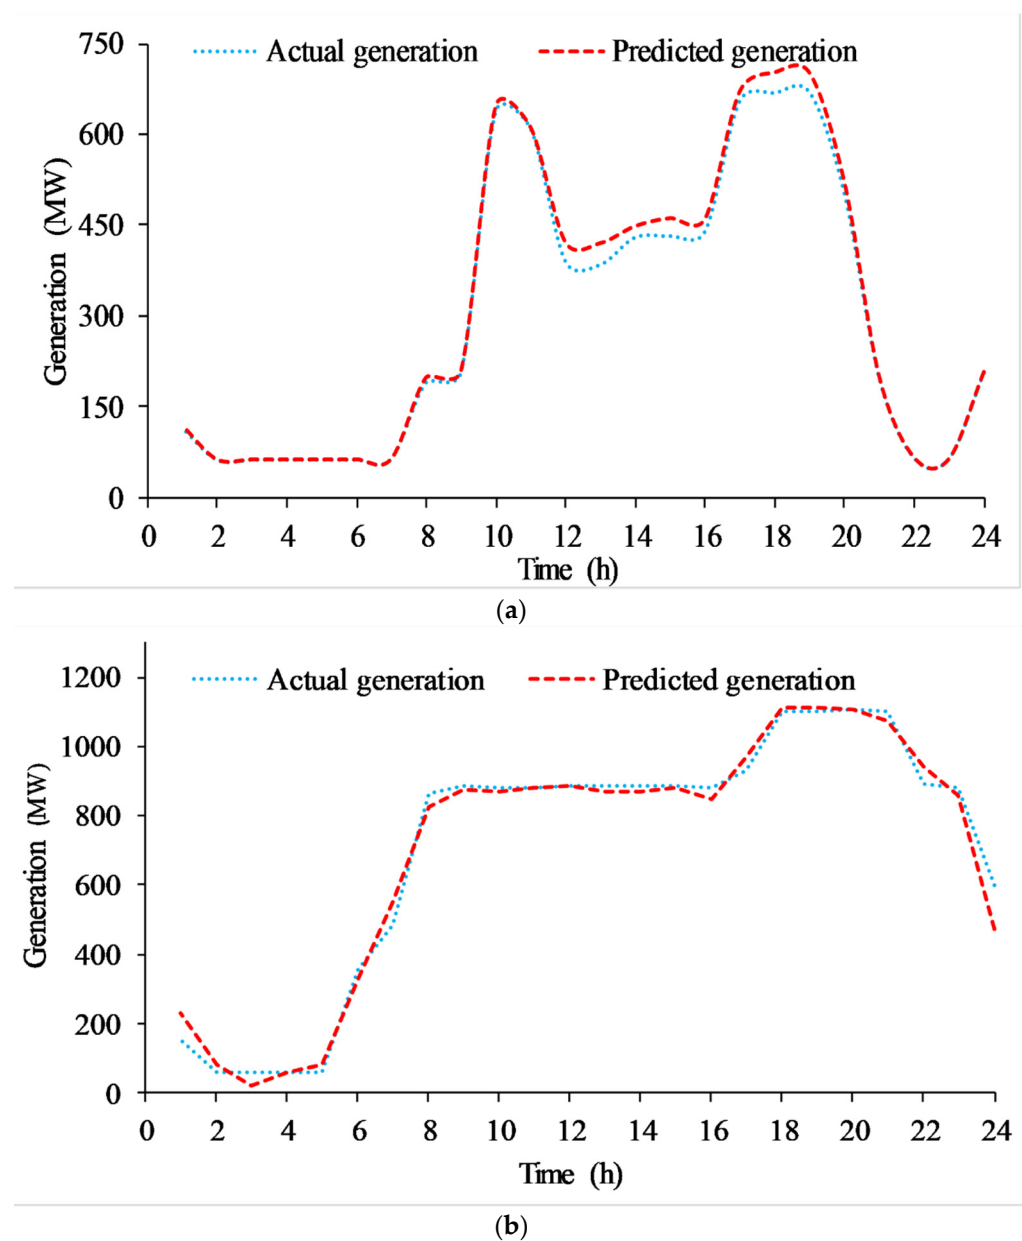 750
Actual generation
Predicted generation
600
450
300
150
0
Generation (MW)
0 2 4 6 8 10 12 14 16 18 20 22 24
Time (h)
(a)
1200
Actual generation
Predicted generation
1000
800
600
400
200
0
Generation (MW)
0 2 4 6 8 10 12 14 16 18 20 22 24
Time (h)
(b)